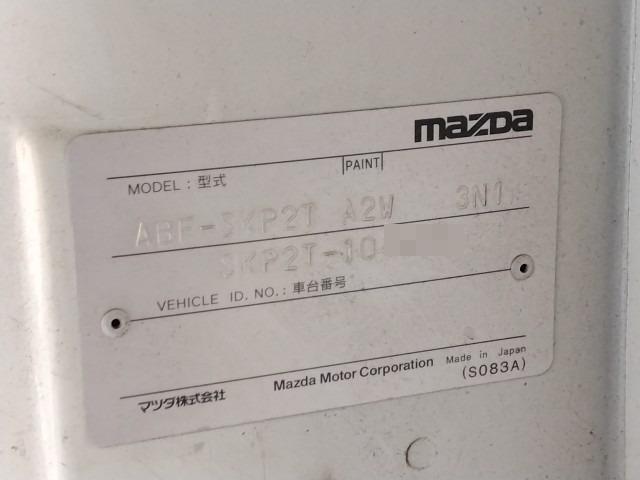 mazda
MODEL : 型式
PAINT
ABF-SKP2T A2W 3N1
SKP2T-10
VEHICLE ID. NO. : 車台番号
マツダ株式会社 Mazda Motor Corporation Made in Japan
(S083A)